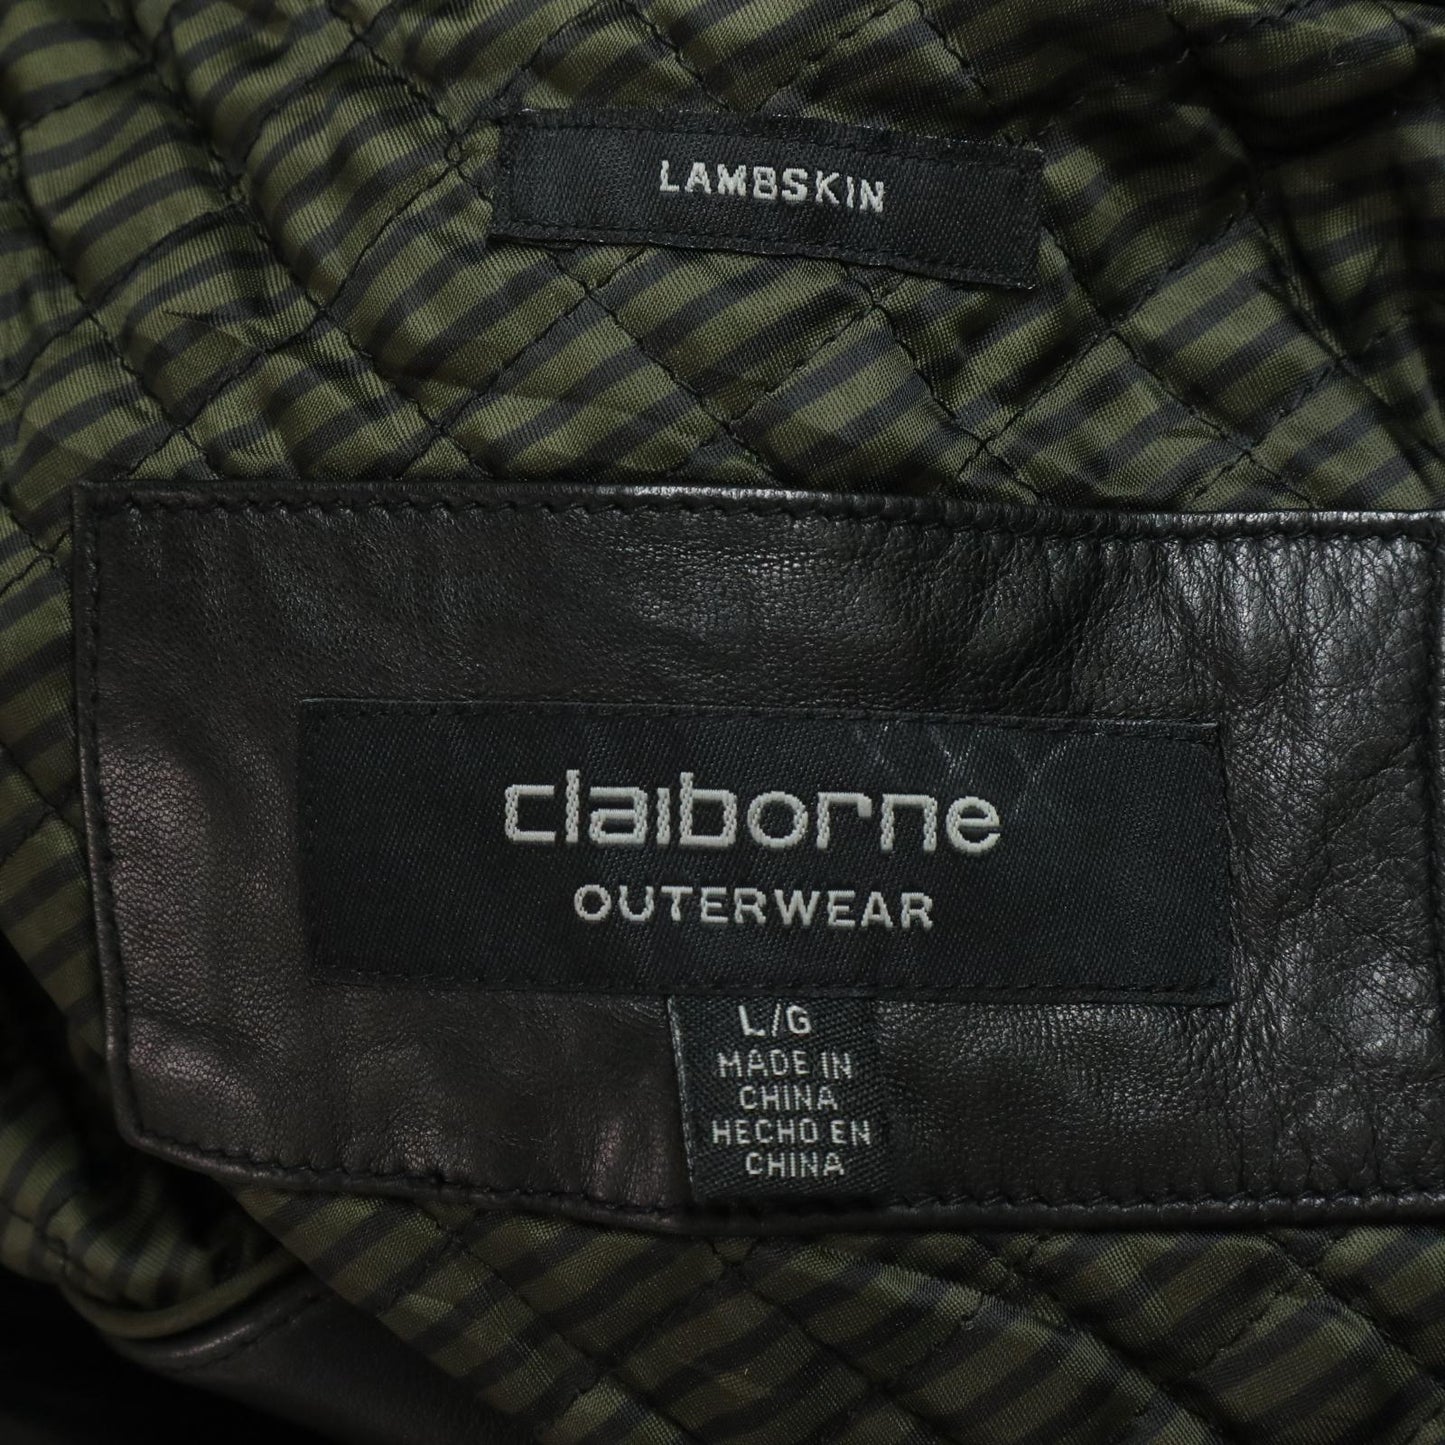 LAMBSKIN
claiborne
OUTERWEAR
L/G
MADE IN
CHINA
HECHO EN
CHINA